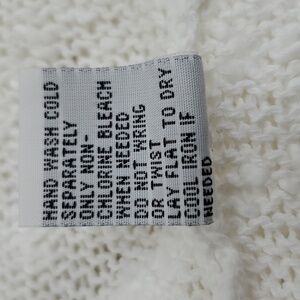 HAND WASH COLD
SEPARATELY
ONLY NON-
CHLORINE BLEACH
WHEN NEEDED
DO NOT WRING
OR TWIST
LAY FLAT TO DRY
COOL IRON IF
NEEDED